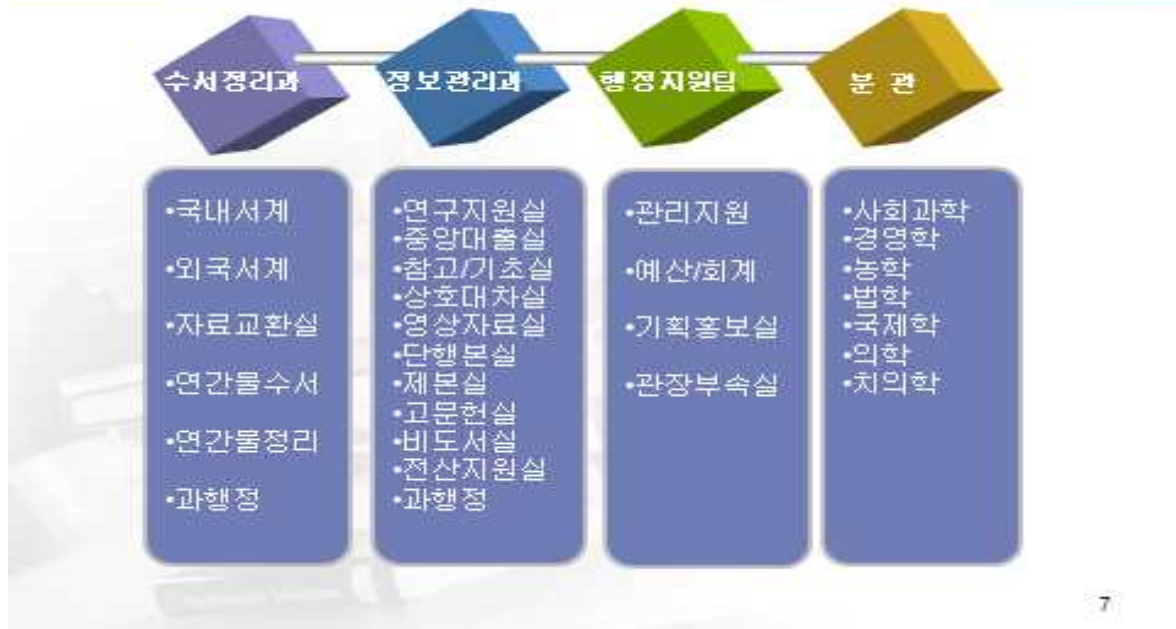 수서정리과
정보관리과
행정지원팀
분 관
•국내서계
•외국서계
•자료교환실
•연간물수서
•연간물정리
•과행정
•연구지원실
•중앙대출실
•참고/기초실
•상호대차실
•영상자료실
•단행본실
•제본실
•고문헌실
•비도서실
•전산지원실
•과행정
•관리지원
•예산/회계
•기획홍보실
•관장부속실
•사회과학
•경영학
•농학
•법학
•국제학
•의학
•치의학
7